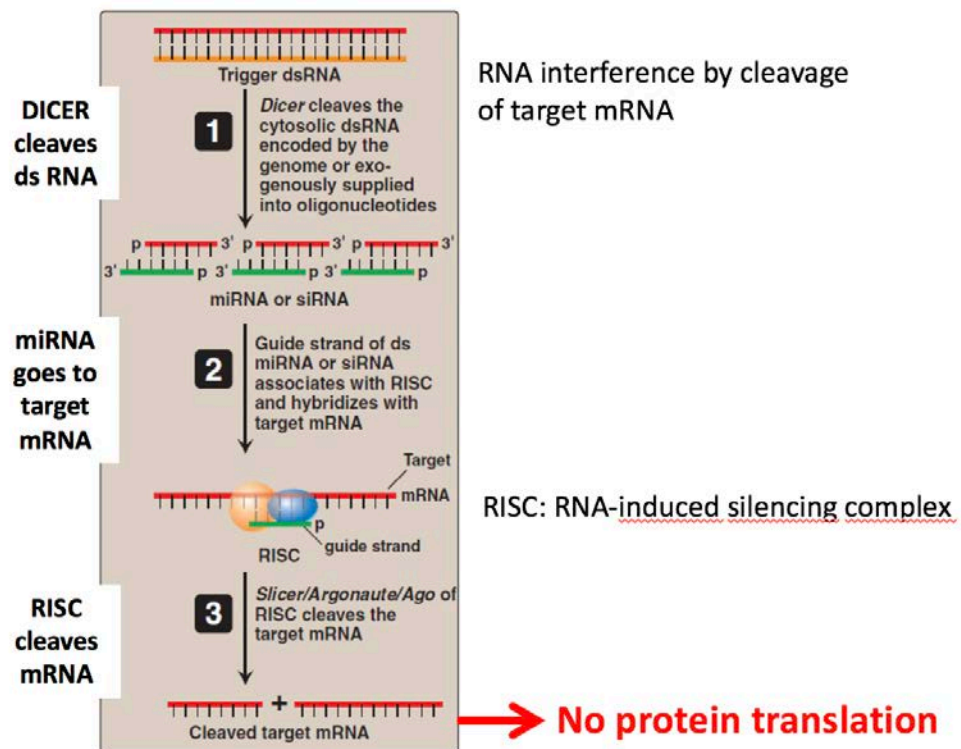 Trigger dsRNA
RNA interference by cleavage
of target mRNA
DICER
cleaves
ds RNA
1
Dicer cleaves the
cytosolic dsRNA
encoded by the
genome or exo-
genously supplied
into oligonucleotides
p 3' p 3' p 3'
3' p 3' p 3' p
miRNA or siRNA
miRNA
goes to
target
mRNA
2
Guide strand of ds
miRNA or siRNA
associates with RISC
and hybridizes with
target mRNA
Target
mRNA
p
guide strand
RISC
RISC: RNA-induced silencing complex
RISC
cleaves
mRNA
3
Slicer/Argonaute/Ago of
RISC cleaves the
target mRNA
+
Cleaved target mRNA
No protein translation